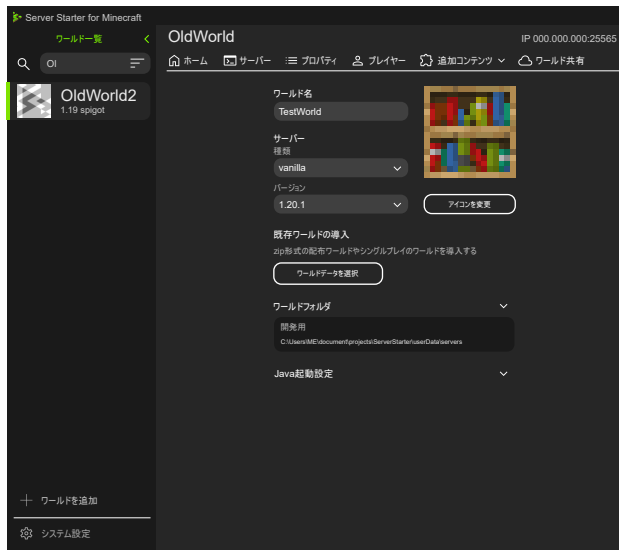 Server Starter for Minecraft
ワールド一覧
OldWorld
IP 000.000.000:25565
Ol
ホーム サーバー プロパティ プレイヤー 追加コンテンツ ワールド共有
OldWorld2
1.19 spigot
ワールド名
TestWorld
サーバー
種類
vanilla
バージョン
1.20.1
アイコンを変更
既存ワールドの導入
zip形式の配布ワールドやシングルプレイのワールドを導入する
ワールドデータを選択
ワールドフォルダ
開発用
C:\Users\ME\document\projects\ServerStarter\userData\servers
Java起動設定
ワールドを追加
システム設定